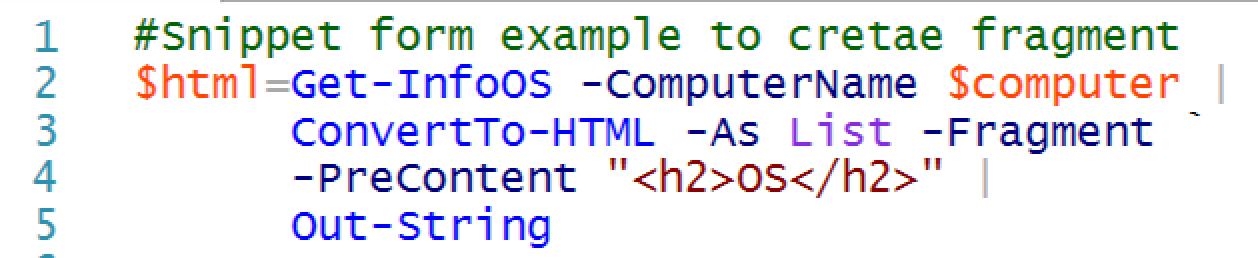 1 #Snippet form example to cretae fragment
2 $html=Get-InfoOS -ComputerName $computer |
3 ConvertTo-HTML -As List -Fragment `
4 -PreContent "<h2>OS</h2>" |
5 Out-String